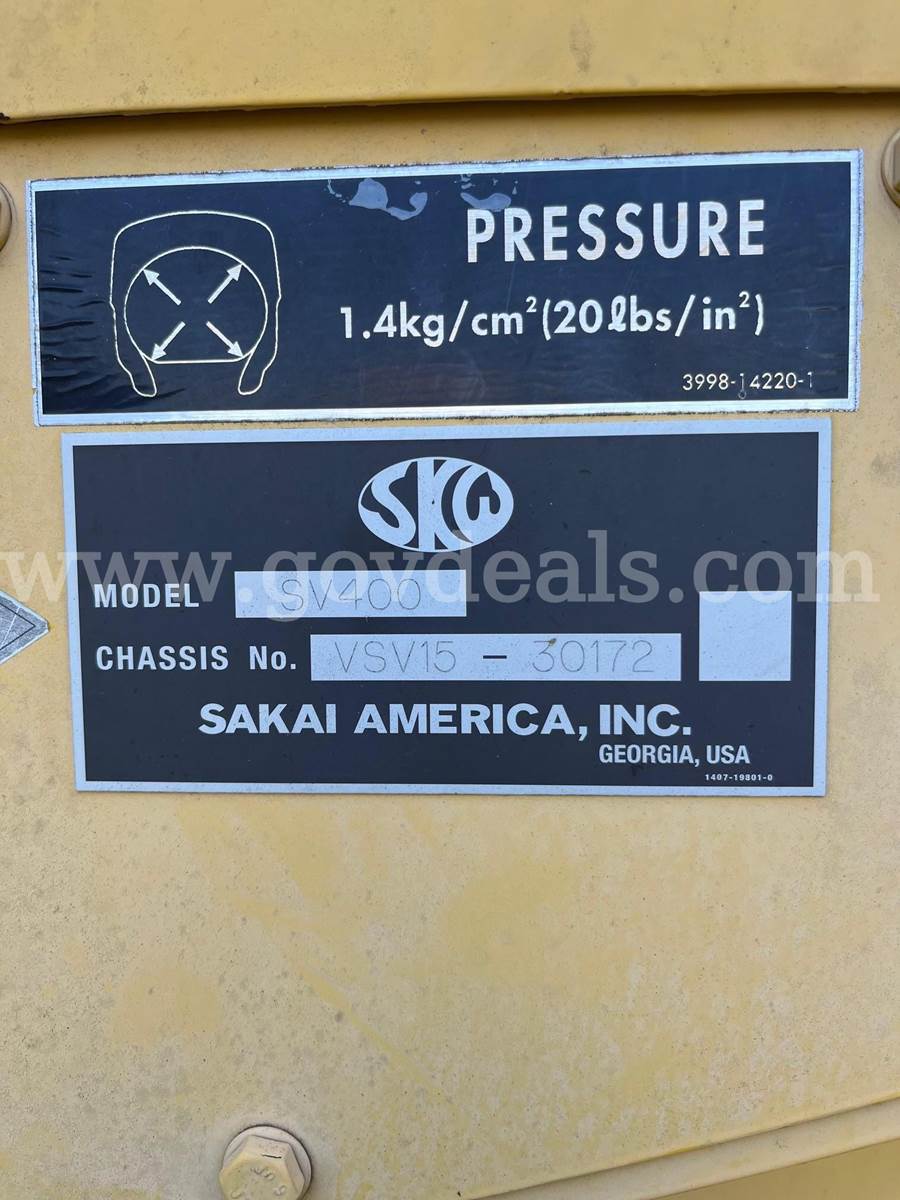 PRESSURE
1.4kg/cm²(20lbs/in²)
3998-14220-1
SKW
www.govdeals.com
MODEL SV400
CHASSIS No. VSV15 - 30172
SAKAI AMERICA, INC.
GEORGIA, USA
1407-19801-0